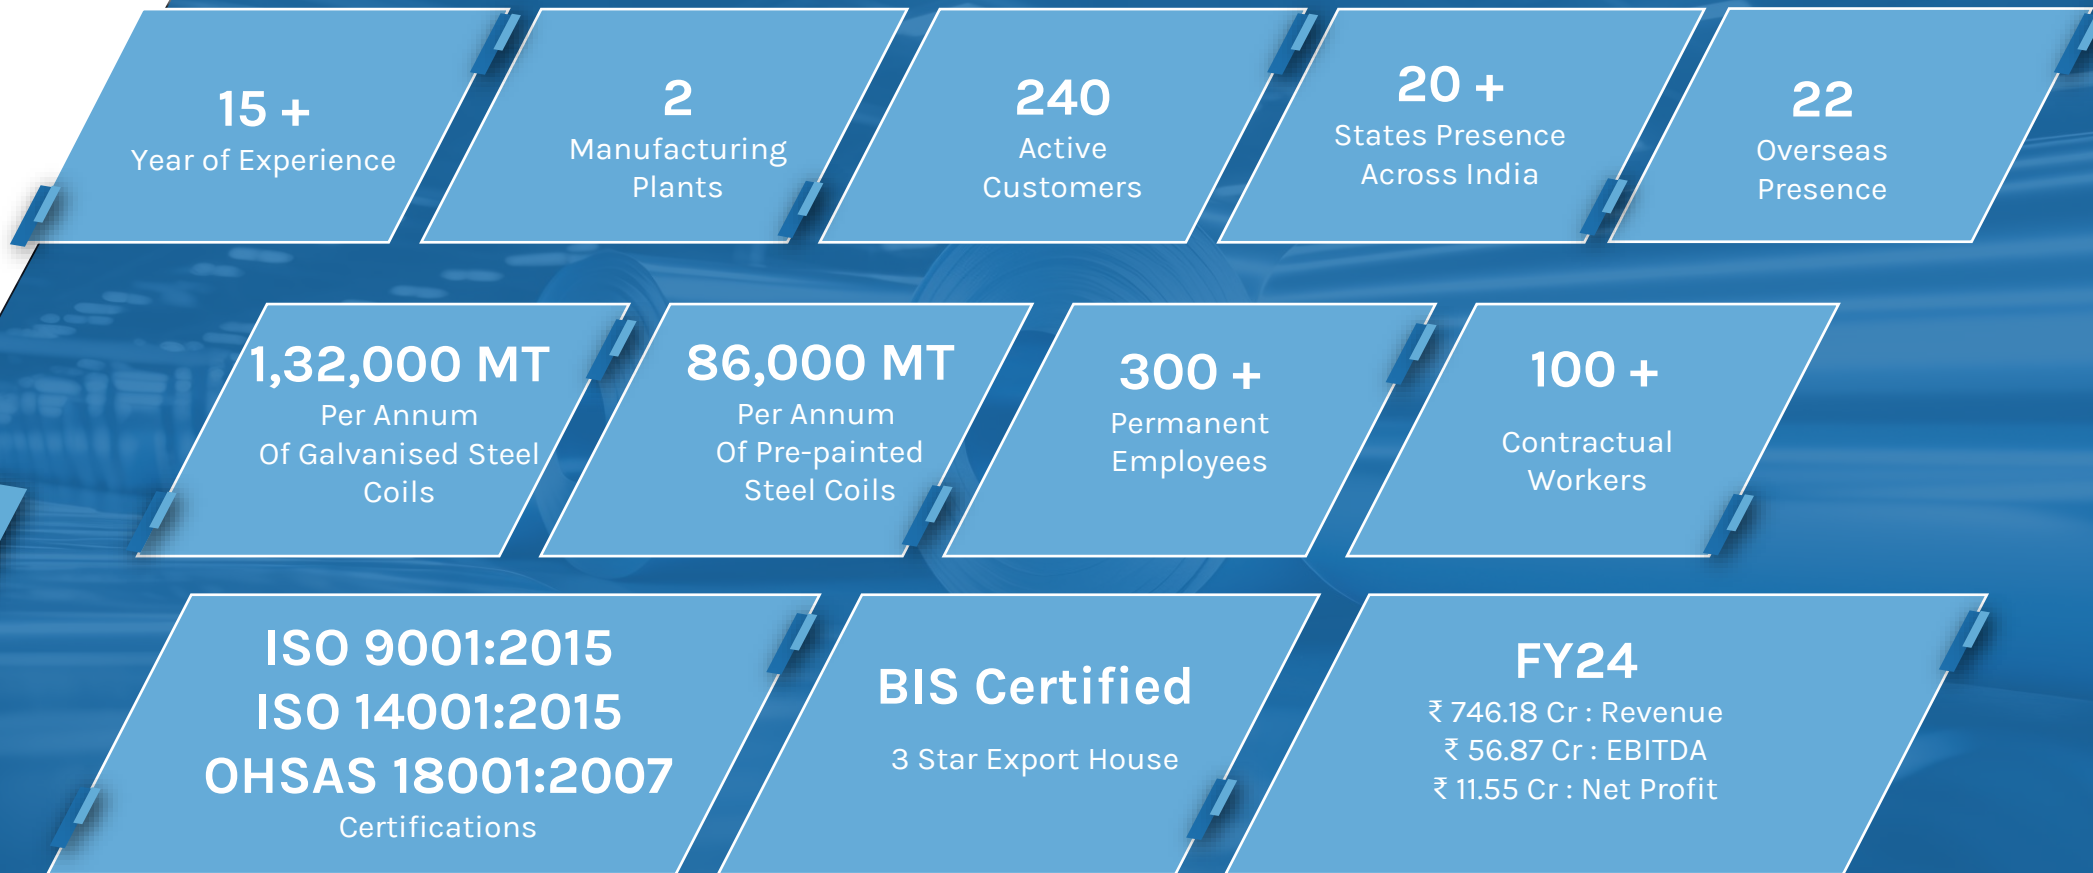 15 +
Year of Experience
2
Manufacturing
Plants
240
Active
Customers
20 +
States Presence
Across India
22
Overseas
Presence
1,32,000 MT
Per Annum
Of Galvanised Steel
Coils
86,000 MT
Per Annum
Of Pre-painted
Steel Coils
300 +
Permanent
Employees
100 +
Contractual
Workers
ISO 9001:2015
ISO 14001:2015
OHSAS 18001:2007
Certifications
BIS Certified
3 Star Export House
FY24
₹ 746.18 Cr : Revenue
₹ 56.87 Cr : EBITDA
₹ 11.55 Cr : Net Profit